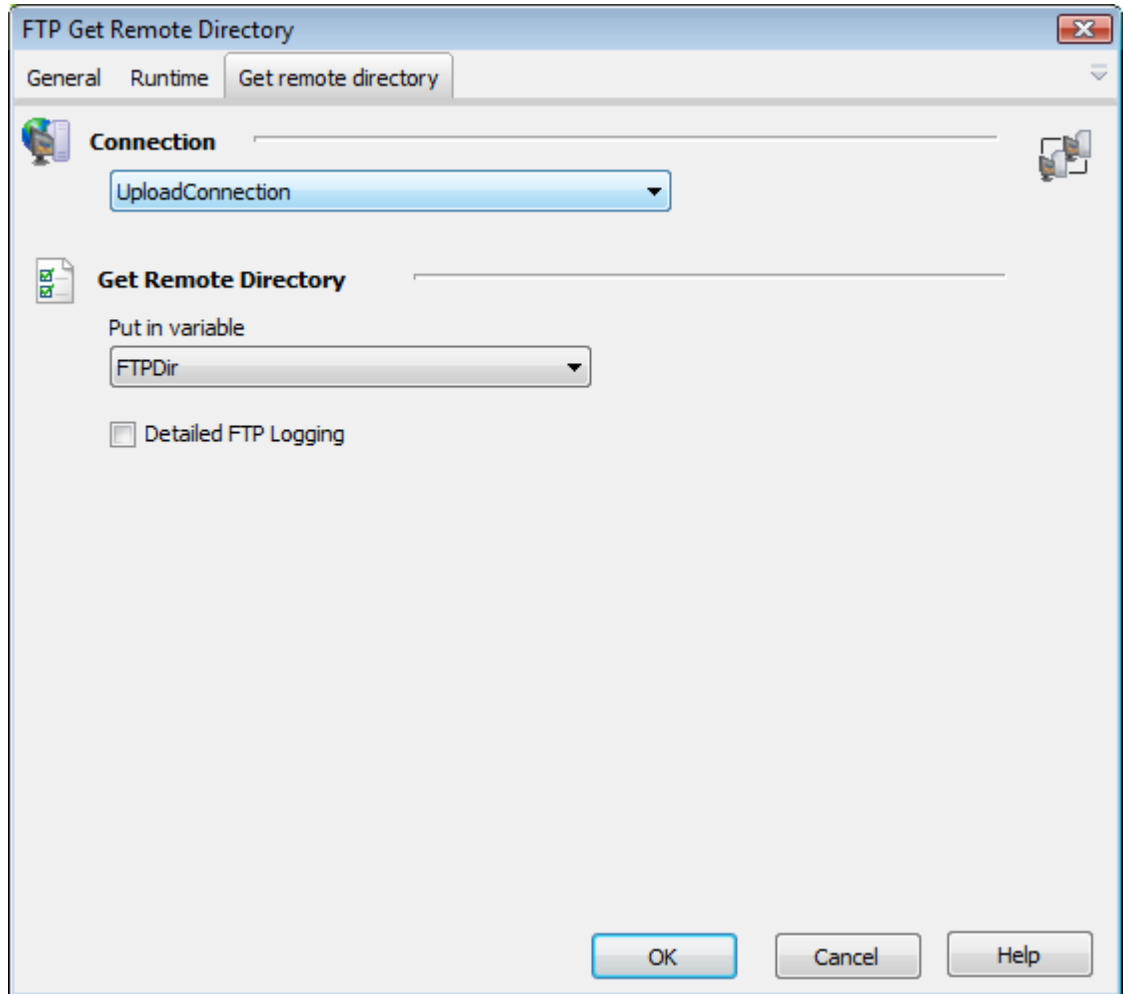 FTP Get Remote Directory
General Runtime Get remote directory
Connection
UploadConnection
Get Remote Directory
Put in variable
FTPDir
Detailed FTP Logging
OK Cancel Help